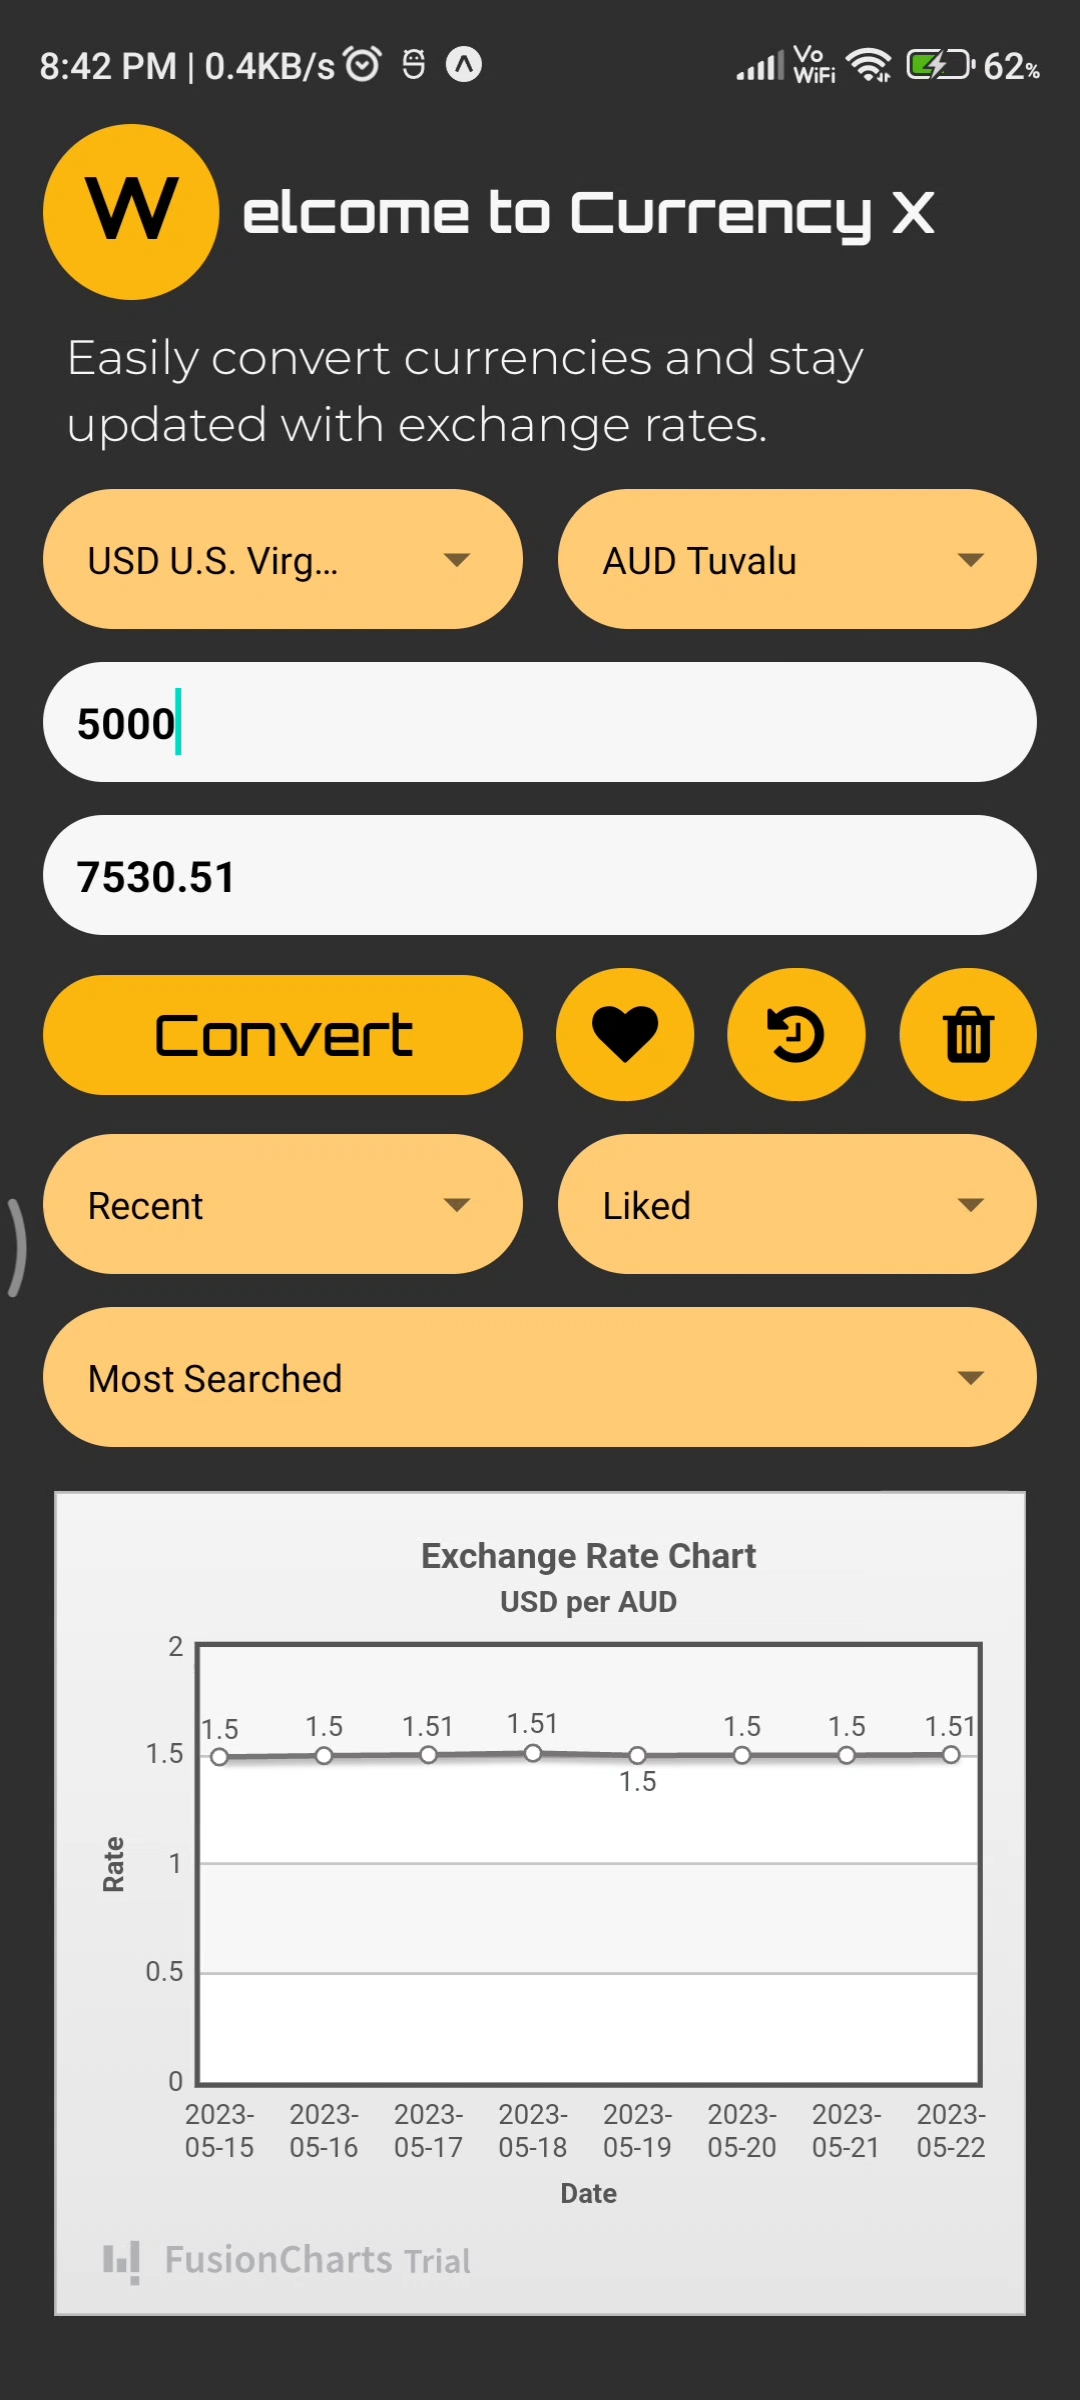 8:42 PM | 0.4KB/s
Vo WiFi
62%
Welcome to Currency X
Easily convert currencies and stay
updated with exchange rates.
USD U.S. Virg... AUD Tuvalu
5000
7530.51
Convert
Recent Liked
Most Searched
Exchange Rate Chart
USD per AUD
2
1.5 1.5 1.51 1.51 1.5 1.5 1.5 1.51
1.5
1
0.5
0
Rate
2023-05-15 2023-05-16 2023-05-17 2023-05-18 2023-05-19 2023-05-20 2023-05-21 2023-05-22
Date
FusionCharts Trial